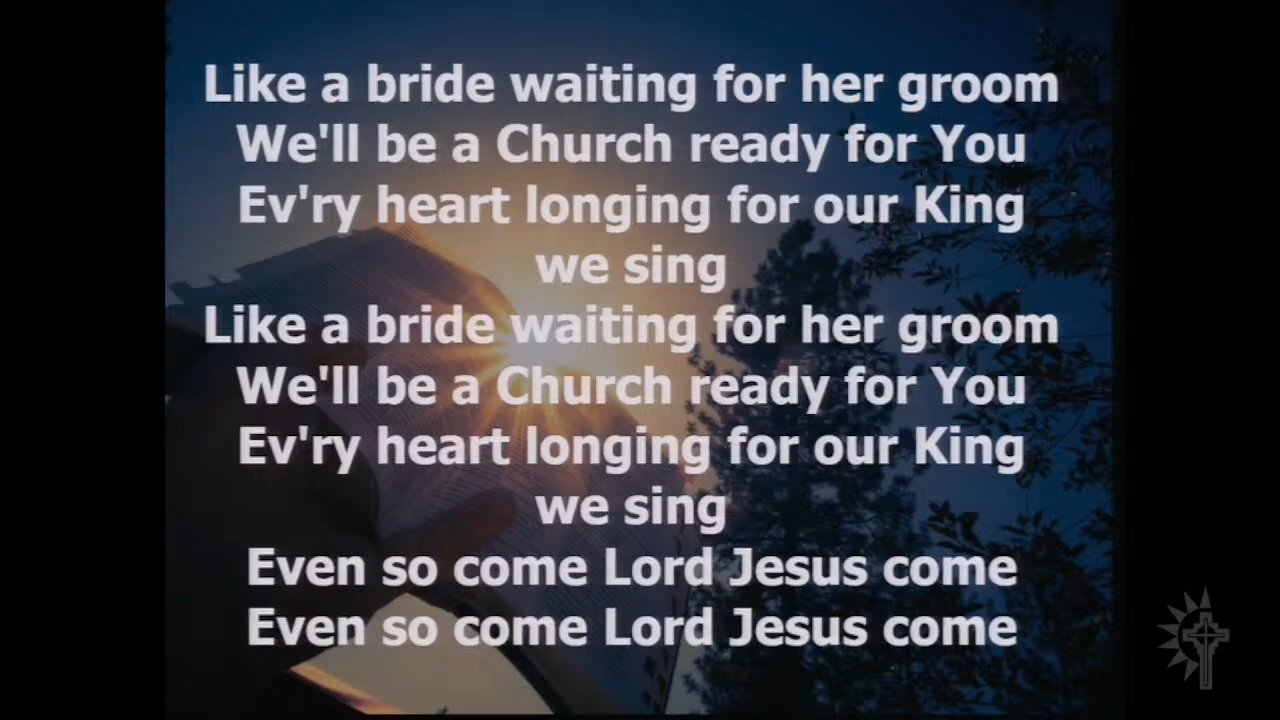 Like a bride waiting for her groom
We'll be a Church ready for You
Ev'ry heart longing for our King
we sing
Like a bride waiting for her groom
We'll be a Church ready for You
Ev'ry heart longing for our King
we sing
Even so come Lord Jesus come
Even so come Lord Jesus come